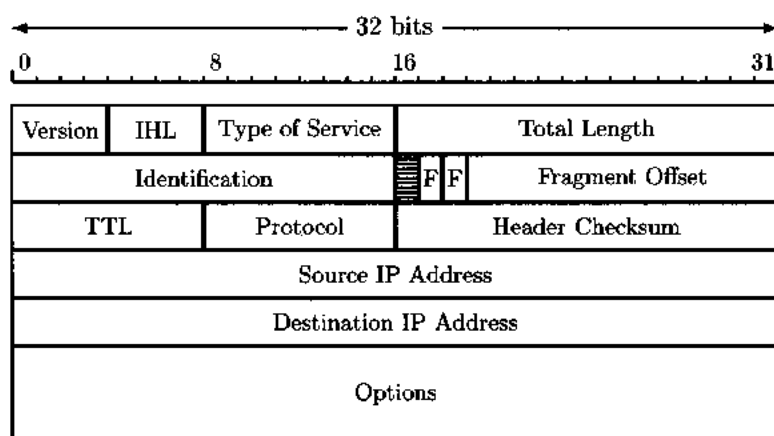 32 bits
0 8 16 31
Version IHL Type of Service Total Length
Identification F F Fragment Offset
TTL Protocol Header Checksum
Source IP Address
Destination IP Address
Options